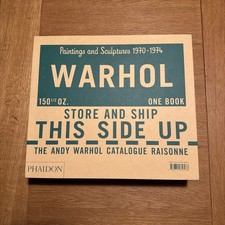 Paintings and Sculptures 1970-1974
WARHOL
150 1/2 OZ. ONE BOOK
STORE AND SHIP
THIS SIDE UP
THE ANDY WARHOL CATALOGUE RAISONNE
PHAIDON